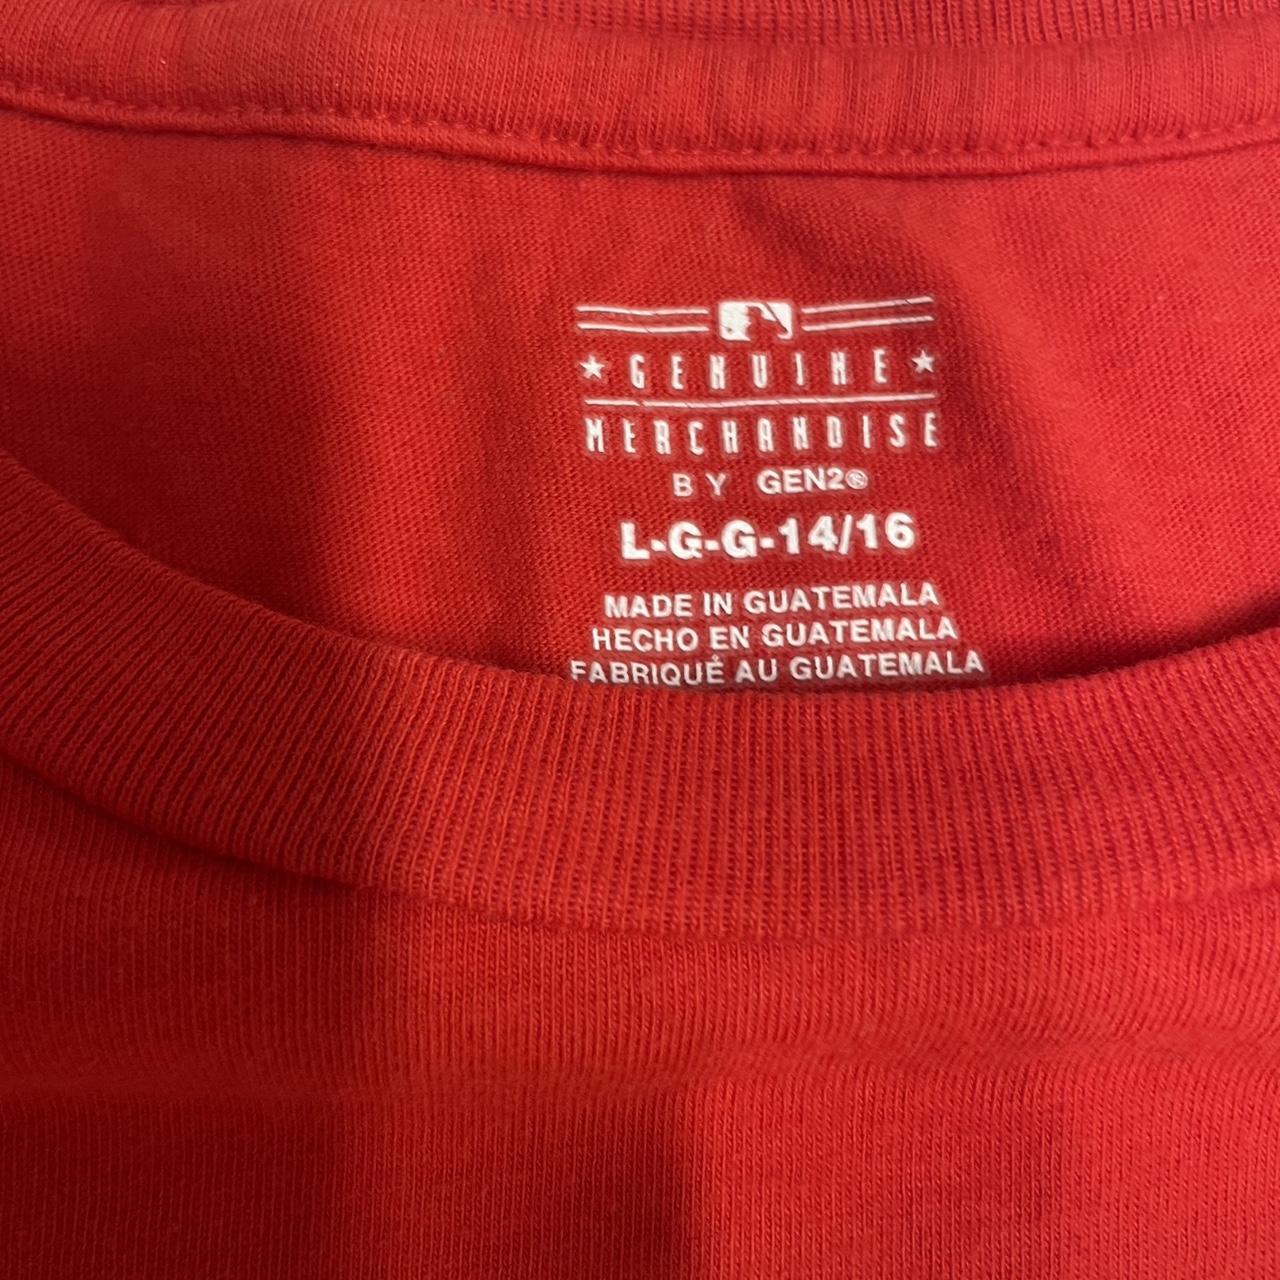 GENUINE
MERCHANDISE
BY GEN2®
L-G-G-14/16
MADE IN GUATEMALA
HECHO EN GUATEMALA
FABRIQUÉ AU GUATEMALA